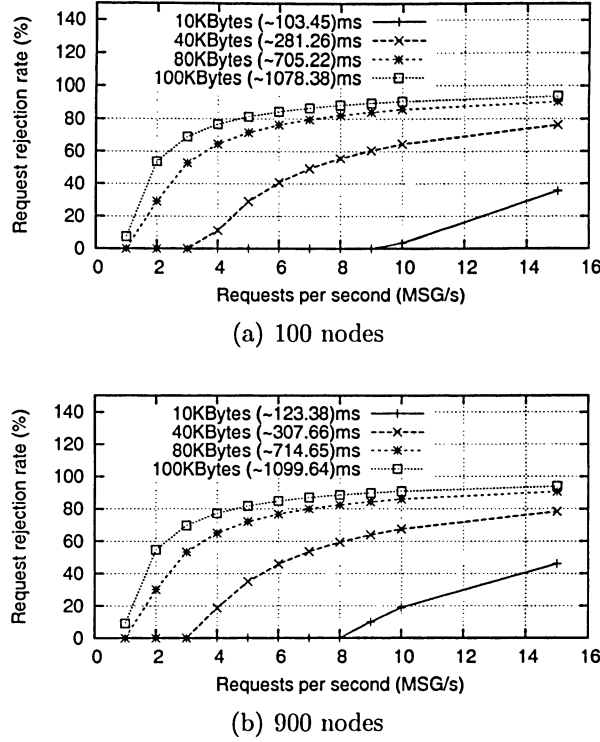 140
120
100
80
60
40
20
0
Request rejection rate (%)
10KBytes (~103.45)ms
40KBytes (~281.26)ms
80KBytes (~705.22)ms
100KBytes (~1078.38)ms
0 2 4 6 8 10 12 14 16
Requests per second (MSG/s)
(a) 100 nodes
140
120
100
80
60
40
20
0
Request rejection rate (%)
10KBytes (~123.38)ms
40KBytes (~307.66)ms
80KBytes (~714.65)ms
100KBytes (~1099.64)ms
0 2 4 6 8 10 12 14 16
Requests per second (MSG/s)
(b) 900 nodes